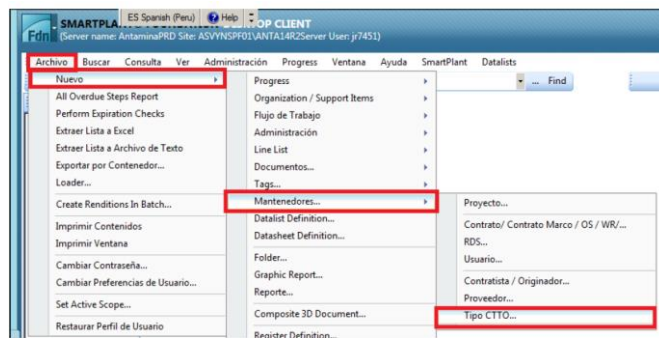 ES Spanish (Peru) Help
SMARTPLANT FOUNDATION DESKTOP CLIENT
Fdn (Server name: AntaminaPRD Site: ASVYNSPF01\ANTA14R2Server User: jr7451)
Archivo Buscar Consulta Ver Administración Progress Ventana Ayuda SmartPlant Datalists
... Find
Nuevo
All Overdue Steps Report
Perform Expiration Checks
Extraer Lista a Excel
Extraer Lista a Archivo de Texto
Exportar por Contenedor...
Loader...
Create Renditions In Batch...
Imprimir Contenidos
Imprimir Ventana
Cambiar Contraseña...
Cambiar Preferencias de Usuario...
Set Active Scope...
Restaurar Perfil de Usuario
Progress
Organization / Support Items
Flujo de Trabajo
Administración
Line List
Documentos...
Tags...
Mantenedores...
Datalist Definition...
Datasheet Definition...
Folder...
Graphic Report...
Reporte...
Composite 3D Document...
Register Definition...
Proyecto...
Contrato/ Contrato Marco / OS / WR/...
RDS...
Usuario...
Contratista / Originador...
Proveedor...
Tipo CTTO...